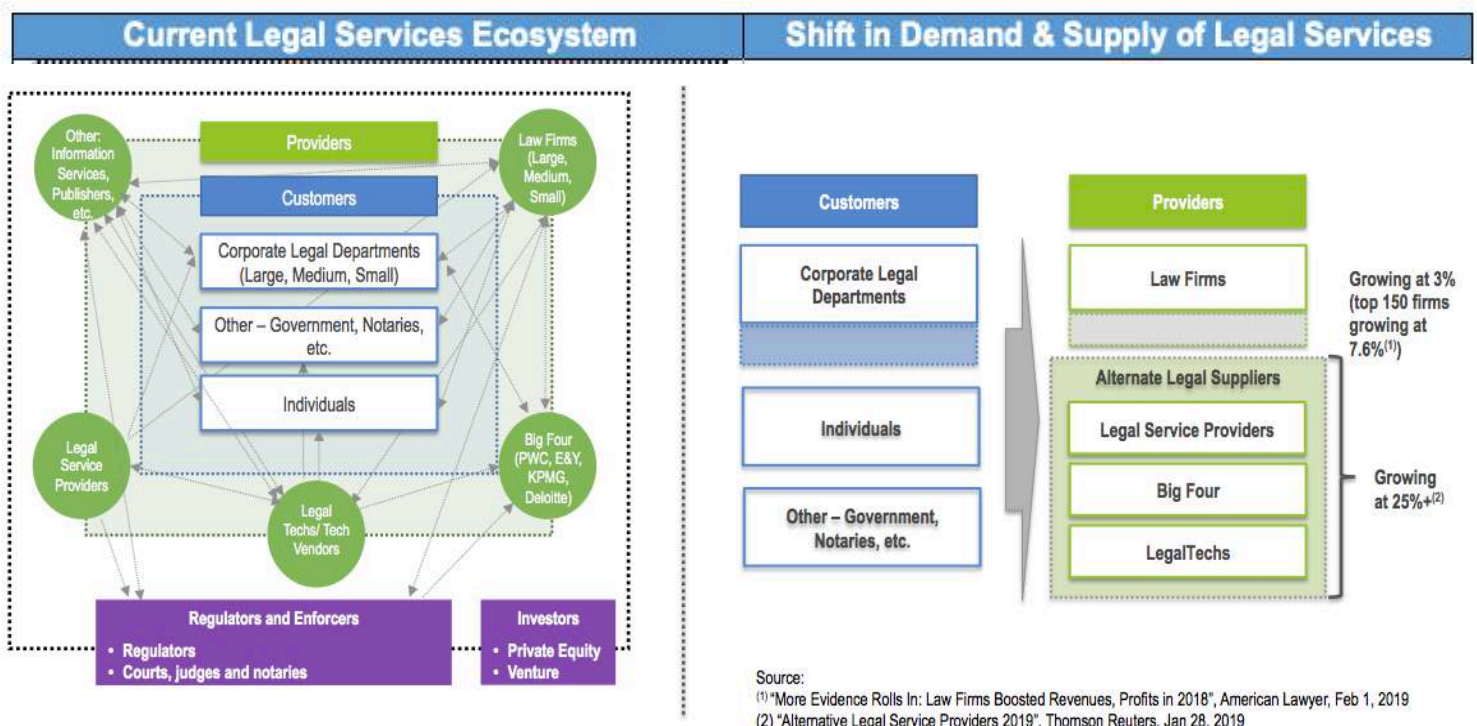 Current Legal Services Ecosystem
Shift in Demand & Supply of Legal Services
Other:
Information
Services,
Publishers,
etc.
Providers
Law Firms
(Large,
Medium,
Small)
Customers
Corporate Legal Departments
(Large, Medium, Small)
Other – Government, Notaries,
etc.
Individuals
Legal
Service
Providers
Legal
Techs/ Tech
Vendors
Big Four
(PWC, E&Y,
KPMG,
Deloitte)
Regulators and Enforcers
• Regulators
• Courts, judges and notaries
Investors
• Private Equity
• Venture
Customers
Corporate Legal
Departments
Individuals
Other – Government,
Notaries, etc.
Providers
Law Firms
Growing at 3%
(top 150 firms
growing at
7.6%(1))
Alternate Legal Suppliers
Legal Service Providers
Big Four
LegalTechs
Growing
at 25%+(2)
Source:
(1) “More Evidence Rolls In: Law Firms Boosted Revenues, Profits in 2018”, American Lawyer, Feb 1, 2019
(2) “Alternative Legal Service Providers 2019”, Thomson Reuters, Jan 28, 2019